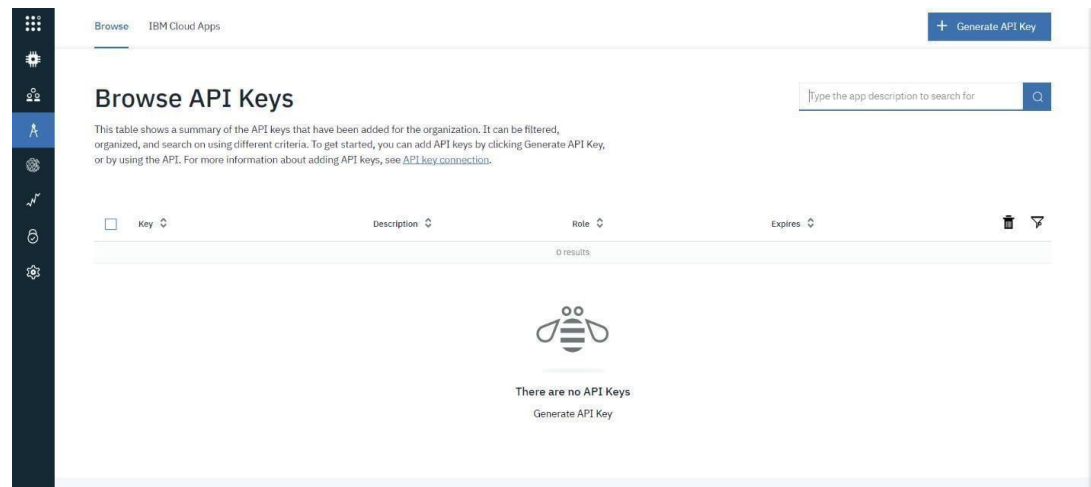 Browse IBM Cloud Apps
+ Generate API Key
Browse API Keys
Type the app description to search for
This table shows a summary of the API keys that have been added for the organization. It can be filtered,
organized, and search on using different criteria. To get started, you can add API keys by clicking Generate API Key,
or by using the API. For more information about adding API keys, see API key connection.
Key Description Role Expires
0 results
There are no API Keys
Generate API Key